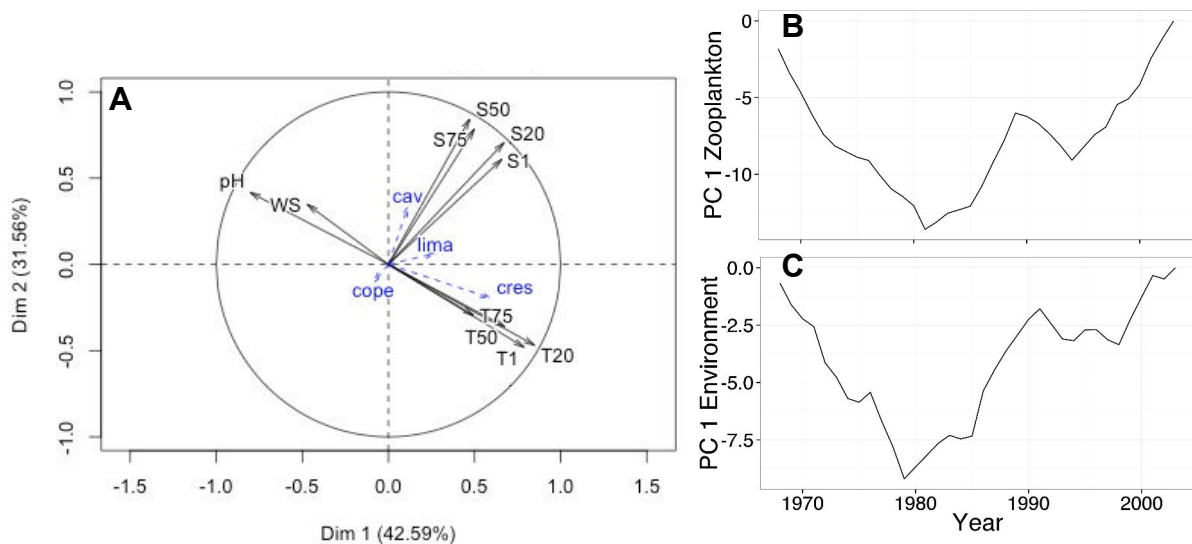 A
1.0
0.5
0.0
-0.5
-1.0
Dim 2 (31.56%)
S50
S75
S20
S1
pH
WS
cav
lima
cope
cres
T75
T50
T1
T20
-1.5
-1.0
-0.5
0.0
0.5
1.0
1.5
Dim 1 (42.59%)
B
0
-5
-10
PC 1 Zooplankton
C
0.0
-2.5
-5.0
-7.5
PC 1 Environment
1970
1980
1990
2000
Year